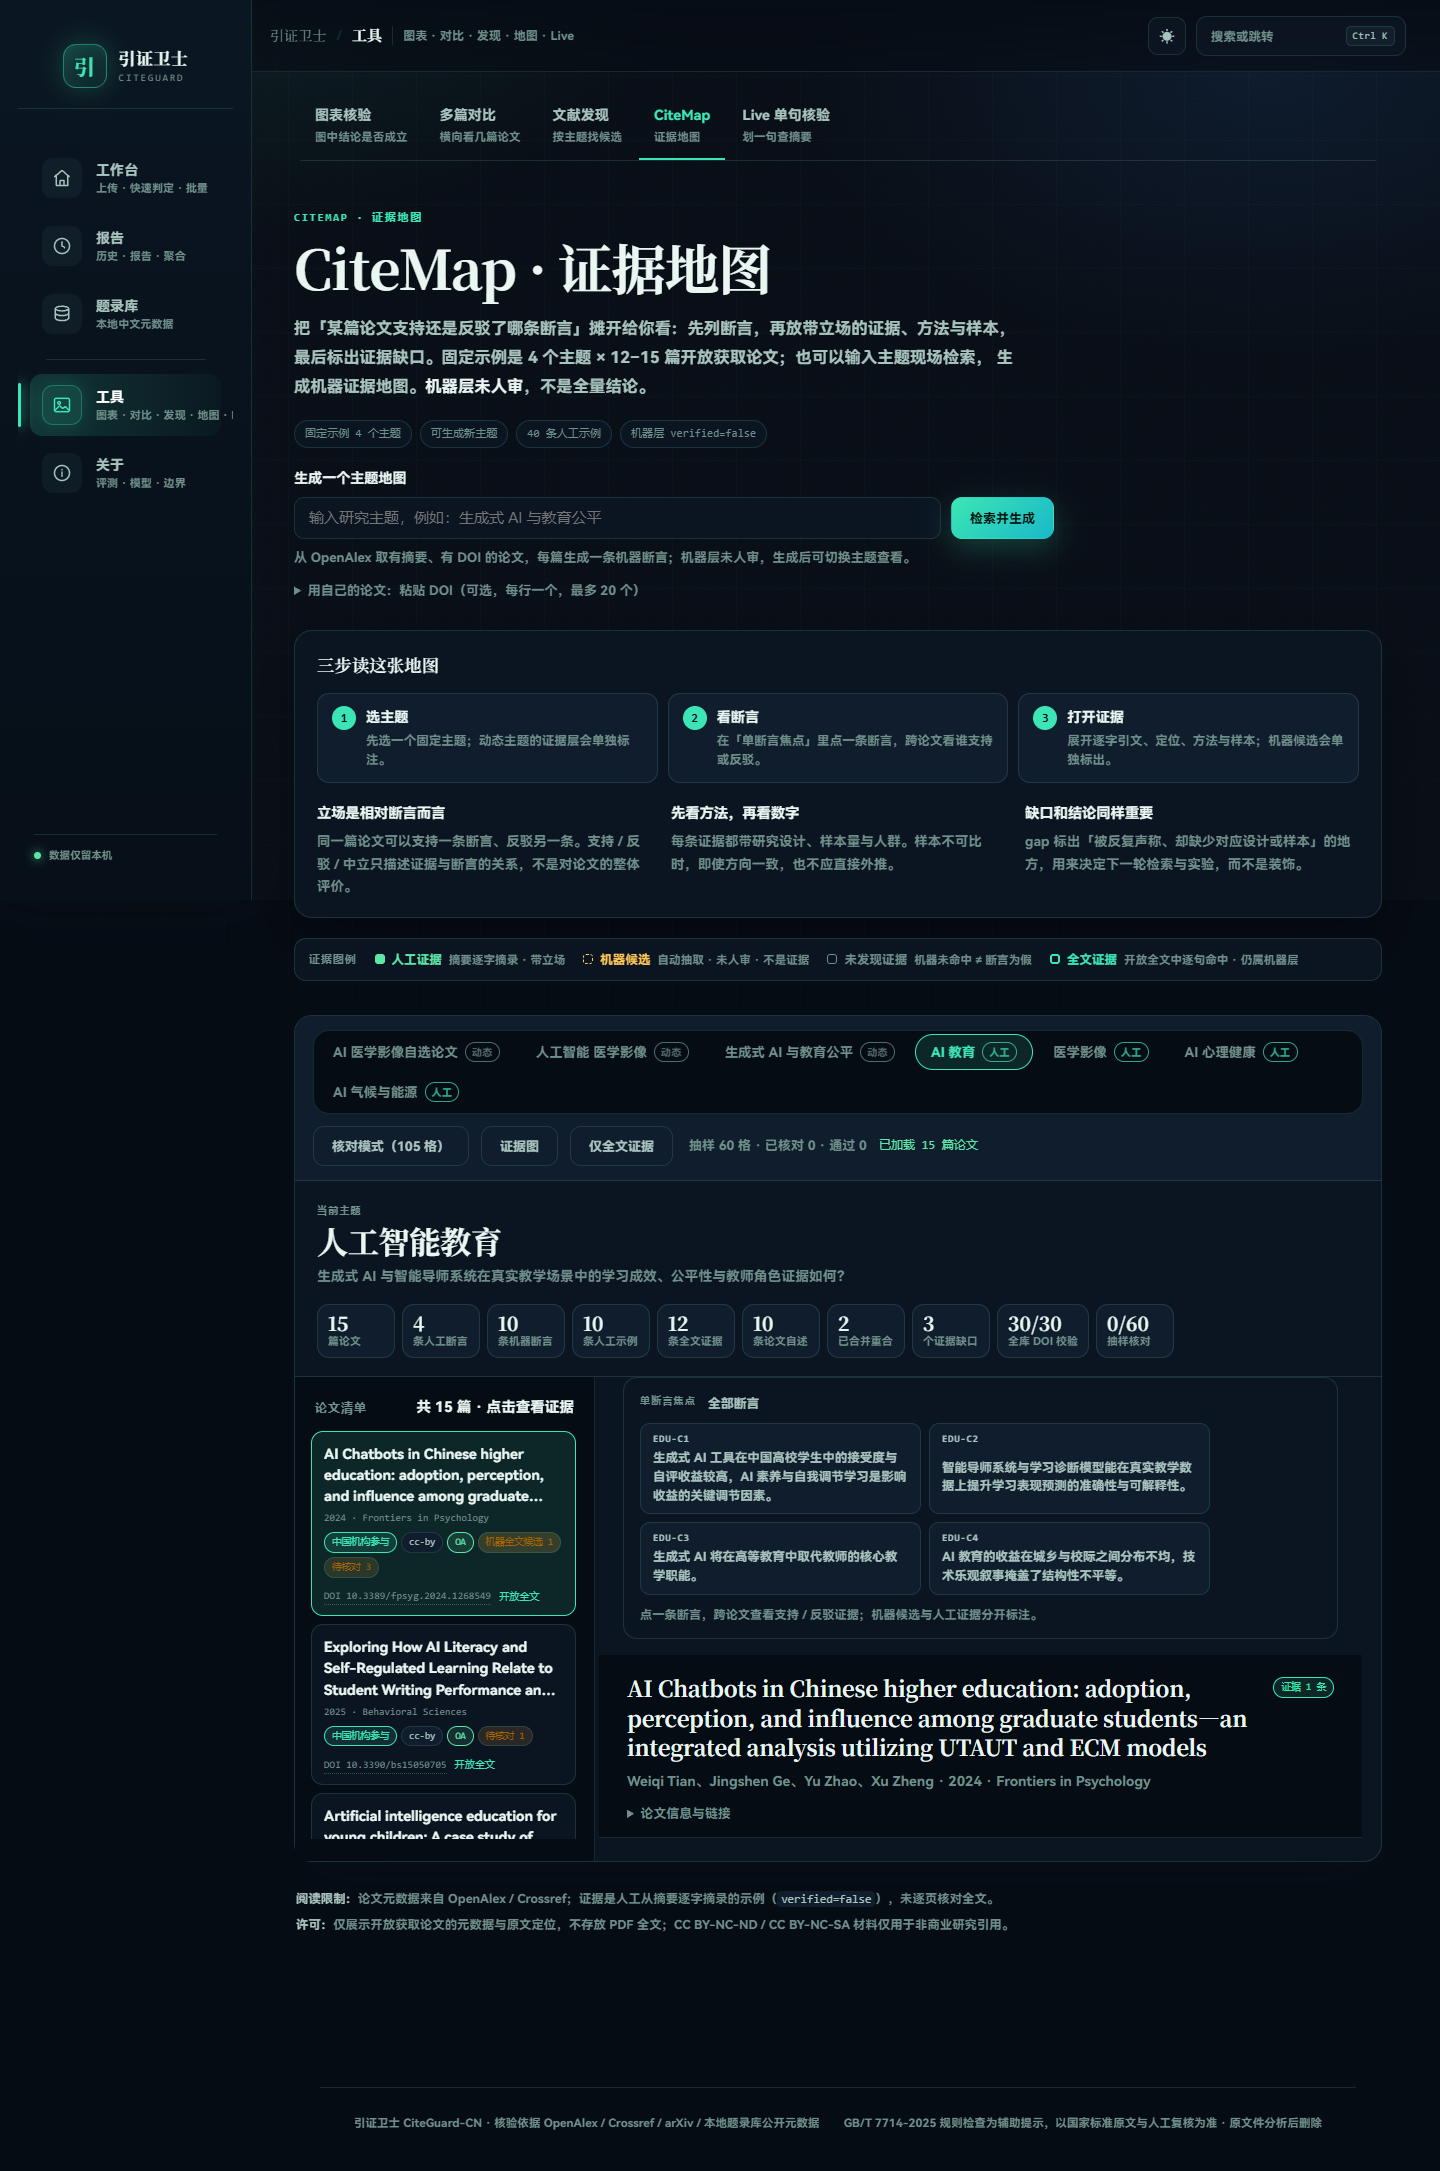 引
引证卫士
CITEGUARD
工作台
上传 · 快速判定 · 批量
报告
历史 · 报告 · 聚合
题录库
本地中文元数据
工具
图表 · 对比 · 发现 · 地图 ·
关于
评测 · 模型 · 边界
数据仅留本机
引证卫士 / 工具 图表 · 对比 · 发现 · 地图 · Live
搜索或跳转 Ctrl K
图表核验 多篇对比 文献发现 CiteMap Live 单句核验
图中结论是否成立 横向看几篇论文 按主题找候选 证据地图 划一句查摘要
CITEMAP · 证据地图
CiteMap · 证据地图
把「某篇论文支持还是反驳了哪条断言」摊开给你看：先列断言，再放带立场的证据、方法与样本，
最后标出证据缺口。固定示例是 4 个主题 × 12–15 篇开放获取论文；也可以输入主题现场检索， 生
成机器证据地图。机器层未人审，不是全量结论。
固定示例 4 个主题 可生成新主题 40 条人工示例 机器层 verified=false
生成一个主题地图
输入研究主题，例如：生成式 AI 与教育公平 检索并生成
从 OpenAlex 取有摘要、有 DOI 的论文，每篇生成一条机器断言；机器层未人审，生成后可切换主题查看。
用自己的论文：粘贴 DOI（可选，每行一个，最多 20 个）
三步读这张地图
1 选主题
先选一个固定主题；动态主题的证据层会单独标
注。
2 看断言
在「单断言焦点」里点一条断言，跨论文看谁支持
或反驳。
3 打开证据
展开逐字引文、定位、方法与样本；机器候选会单
独标出。
立场是相对断言而言
同一篇论文可以支持一条断言、反驳另一条。支持 / 反
驳 / 中立只描述证据与断言的关系，不是对论文的整体
评价。
先看方法，再看数字
每条证据都带研究设计、样本量与人群。样本不可比
时，即使方向一致，也不应直接外推。
缺口和结论同样重要
gap 标出「被反复声称、却缺少对应设计或样本」的地
方，用来决定下一轮检索与实验，而不是装饰。
证据图例 人工证据 摘要逐字摘录 · 带立场 机器候选 自动抽取 · 未人审 · 不是证据 未发现证据 机器未命中 ≠ 断言为假 全文证据 开放全文中逐句命中 · 仍属机器层
AI 医学影像自选论文 动态 人工智能 医学影像 动态 生成式 AI 与教育公平 动态 AI 教育 人工 医学影像 人工 AI 心理健康 人工
AI 气候与能源 人工
核对模式（105 格） 证据图 仅全文证据 抽样 60 格 · 已核对 0 · 通过 0 已加载 15 篇论文
当前主题
人工智能教育
生成式 AI 与智能导师系统在真实教学场景中的学习成效、公平性与教师角色证据如何？
15 4 10 10 12 10 2 3 30/30 0/60
篇论文 条人工断言 条机器断言 条人工示例 条全文证据 条论文自述 已合并重合 个证据缺口 全库 DOI 校验 抽样核对
论文清单 共 15 篇 · 点击查看证据
AI Chatbots in Chinese higher
education: adoption, perception,
and influence among graduate...
2024 · Frontiers in Psychology
中国机构参与 cc-by OA 机器全文候选 1
待核对 3
DOI 10.3389/fpsyg.2024.1268549 开放全文
Exploring How AI Literacy and
Self-Regulated Learning Relate to
Student Writing Performance an...
2025 · Behavioral Sciences
中国机构参与 cc-by OA 待核对 1
DOI 10.3390/bs15050705 开放全文
Artificial intelligence education for
young children: A case study of
单断言焦点 全部断言
EDU-C1
生成式 AI 工具在中国高校学生中的接受度与
自评收益较高，AI 素养与自我调节学习是影响
收益的关键调节因素。
EDU-C2
智能导师系统与学习诊断模型能在真实教学数
据上提升学习表现预测的准确性与可解释性。
EDU-C3
生成式 AI 将在高等教育中取代教师的核心教
学职能。
EDU-C4
AI 教育的收益在城乡与校际之间分布不均，技
术乐观叙事掩盖了结构性不平等。
点一条断言，跨论文查看支持 / 反驳证据；机器候选与人工证据分开标注。
AI Chatbots in Chinese higher education: adoption,
perception, and influence among graduate students—an
integrated analysis utilizing UTAUT and ECM models
证据 1 条
Weiqi Tian、Jingshen Ge、Yu Zhao、Xu Zheng · 2024 · Frontiers in Psychology
论文信息与链接
阅读限制：论文元数据来自 OpenAlex / Crossref；证据是人工从摘要逐字摘录的示例（verified=false），未逐页核对全文。
许可：仅展示开放获取论文的元数据与原文定位，不存放 PDF 全文；CC BY-NC-ND / CC BY-NC-SA 材料仅用于非商业研究引用。
引证卫士 CiteGuard-CN · 核验依据 OpenAlex / Crossref / arXiv / 本地题录库公开元数据 GB/T 7714-2025 规则检查为辅助提示，以国家标准原文与人工复核为准 · 原文件分析后删除